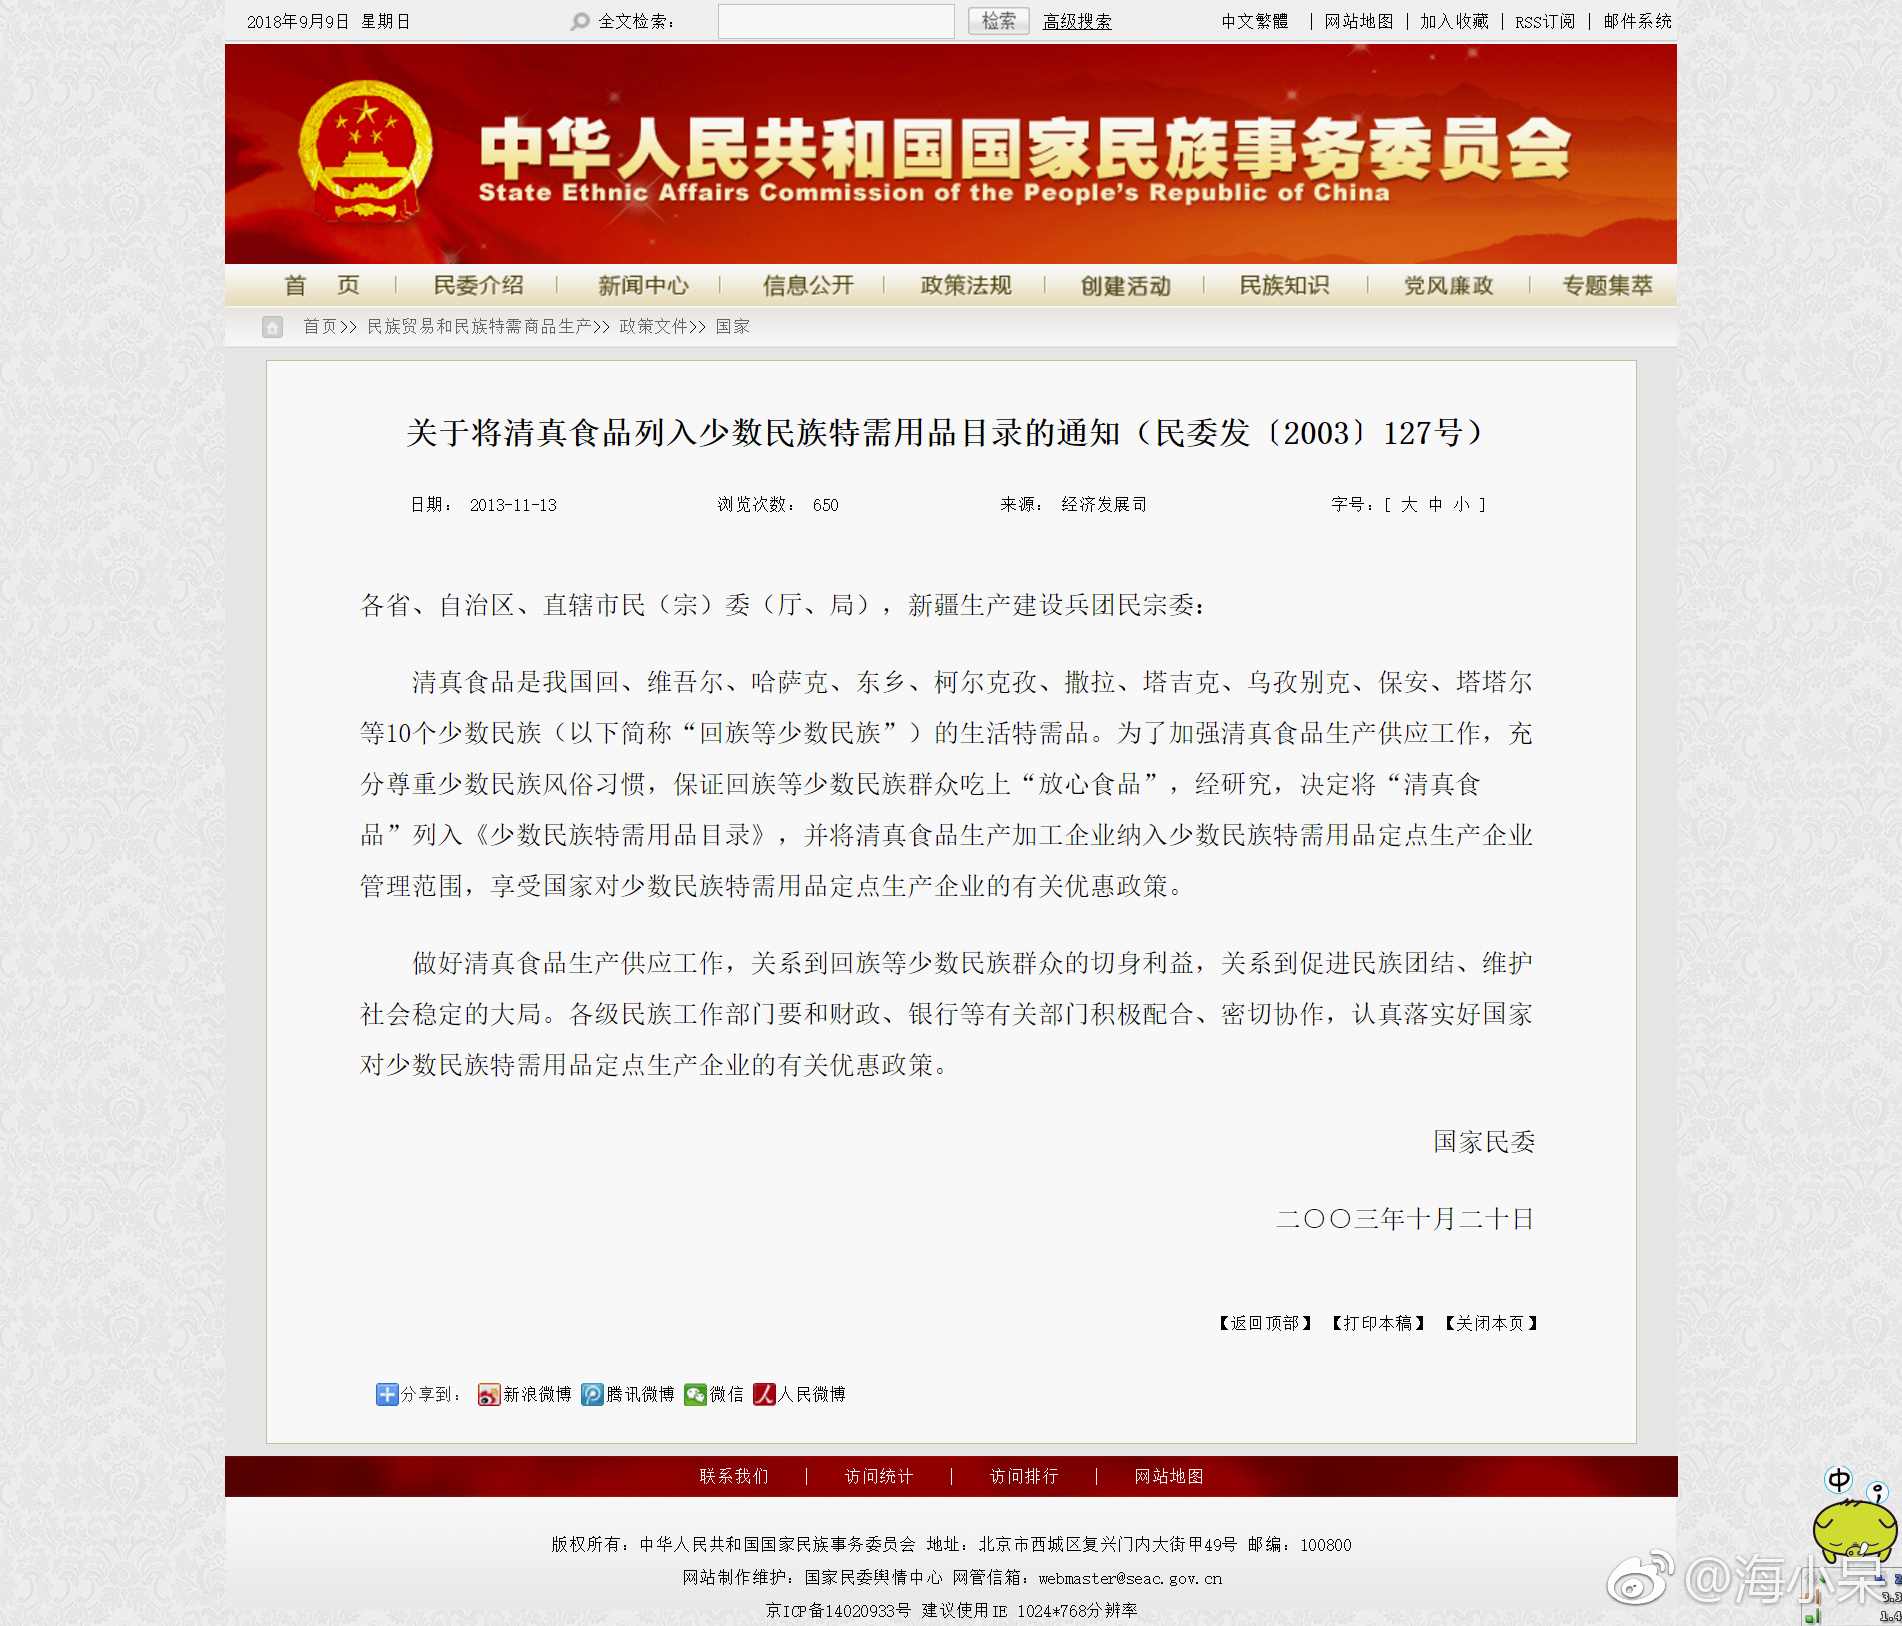 2018年9月9日 星期日 全文检索： 检索 高级搜索 中文繁體 | 网站地图 | 加入收藏 | RSS订阅 | 邮件系统
中华人民共和国国家民族事务委员会
State Ethnic Affairs Commission of the People's Republic of China
首 页 | 民委介绍 | 新闻中心 | 信息公开 | 政策法规 | 创建活动 | 民族知识 | 党风廉政 | 专题集萃
首页>> 民族贸易和民族特需商品生产>> 政策文件>> 国家
关于将清真食品列入少数民族特需用品目录的通知（民委发〔2003〕127号）
日期： 2013-11-13 浏览次数： 650 来源： 经济发展司 字号：[ 大 中 小 ]
各省、自治区、直辖市民（宗）委（厅、局），新疆生产建设兵团民宗委：
清真食品是我国回、维吾尔、哈萨克、东乡、柯尔克孜、撒拉、塔吉克、乌孜别克、保安、塔塔尔
等10个少数民族（以下简称“回族等少数民族”）的生活特需品。为了加强清真食品生产供应工作，充
分尊重少数民族风俗习惯，保证回族等少数民族群众吃上“放心食品”，经研究，决定将“清真食
品”列入《少数民族特需用品目录》，并将清真食品生产加工企业纳入少数民族特需用品定点生产企业
管理范围，享受国家对少数民族特需用品定点生产企业的有关优惠政策。
做好清真食品生产供应工作，关系到回族等少数民族群众的切身利益，关系到促进民族团结、维护
社会稳定的大局。各级民族工作部门要和财政、银行等有关部门积极配合、密切协作，认真落实好国家
对少数民族特需用品定点生产企业的有关优惠政策。
国家民委
二〇〇三年十月二十日
【返回顶部】 【打印本稿】 【关闭本页】
分享到： 新浪微博 腾讯微博 微信 人民微博
联系我们 | 访问统计 | 访问排行 | 网站地图
中
版权所有：中华人民共和国国家民族事务委员会 地址：北京市西城区复兴门内大街甲49号 邮编：100800
网站制作维护：国家民委舆情中心 网管信箱：webmaster@seac.gov.cn
京ICP备14020933号 建议使用IE 1024*768分辨率
@海小呆